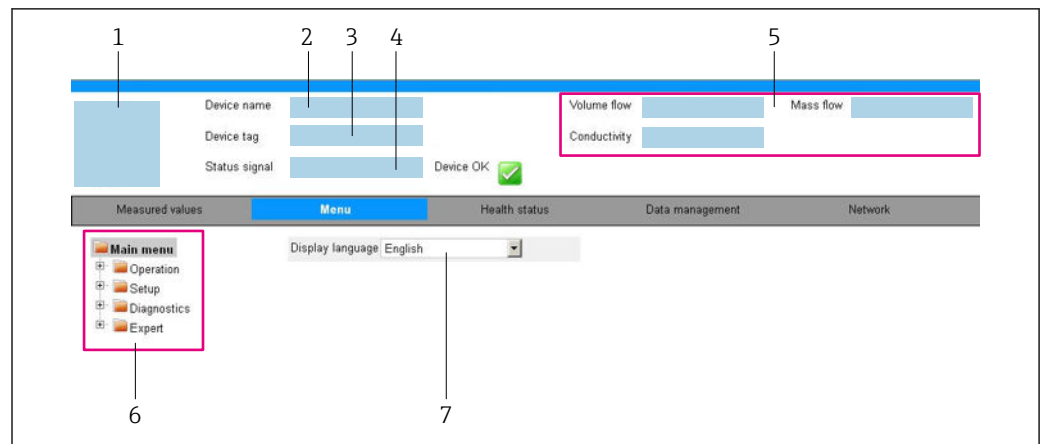 1 2 3 4 5
Device name Volume flow Mass flow
Device tag Conductivity
Status signal Device OK
Measured values Menu Health status Data management Network
Main menu Display language English
Operation
Setup
Diagnostics
Expert
6 7